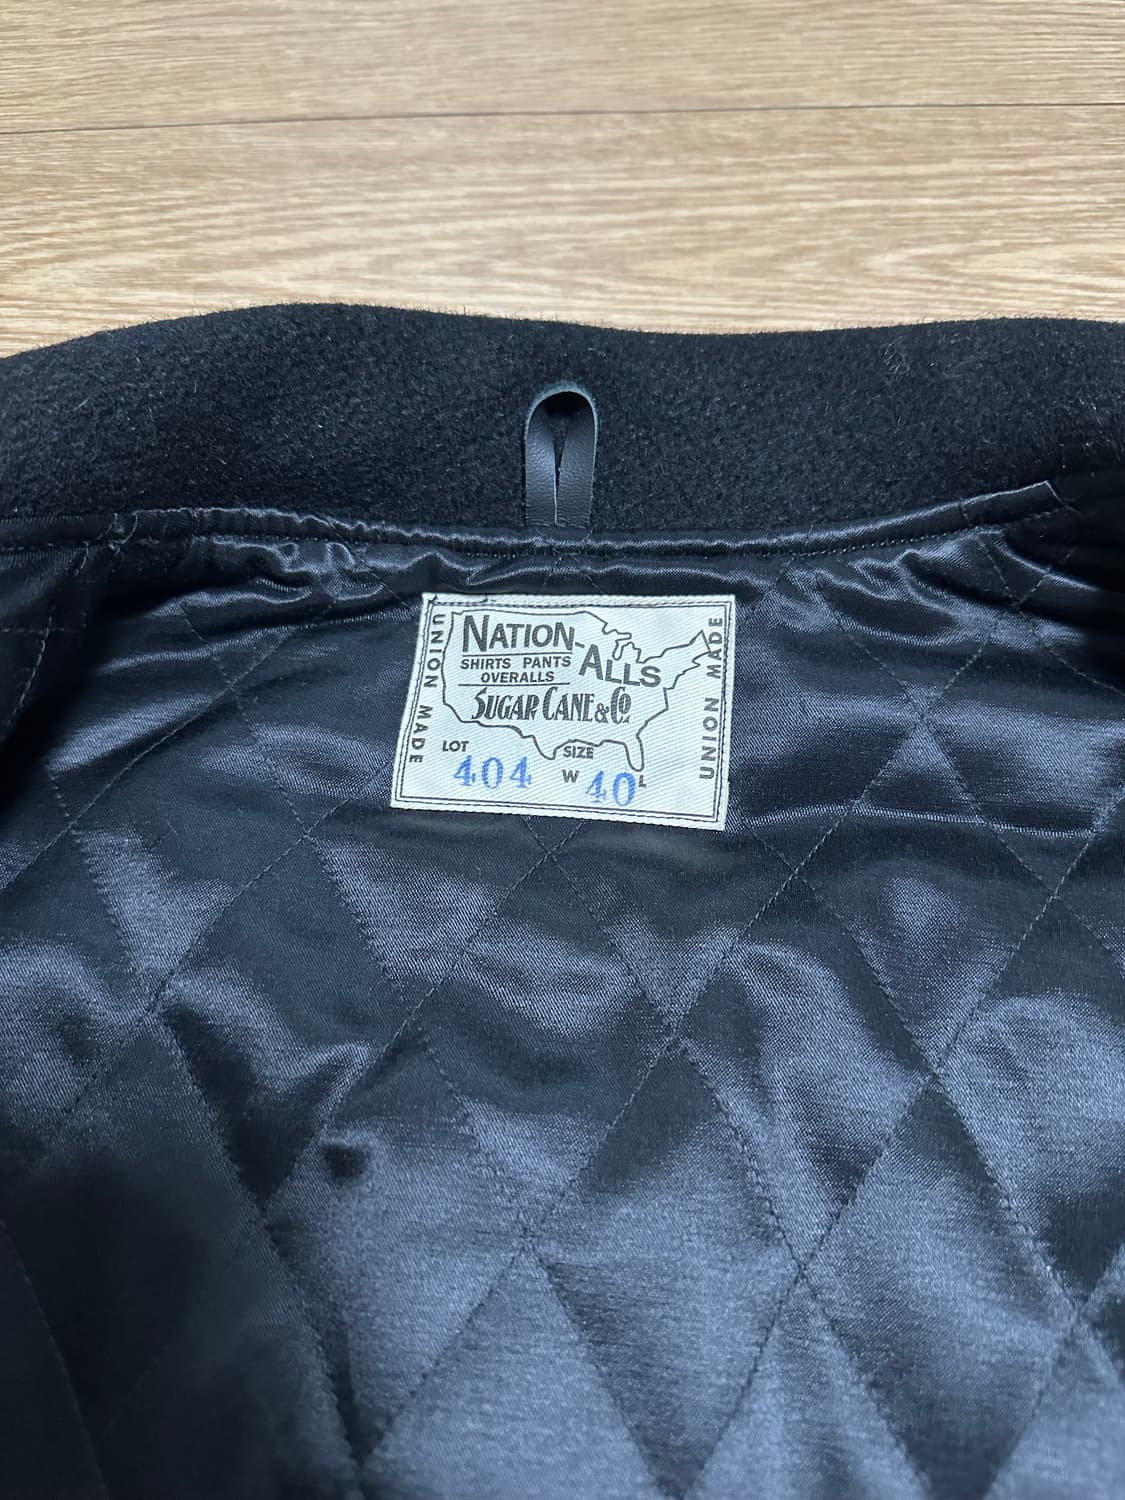 UNION MADE
NATION-ALLS
SHIRTS PANTS
OVERALLS
SUGAR CANE & CO
LOT
404
SIZE
W 40 L
UNION MADE